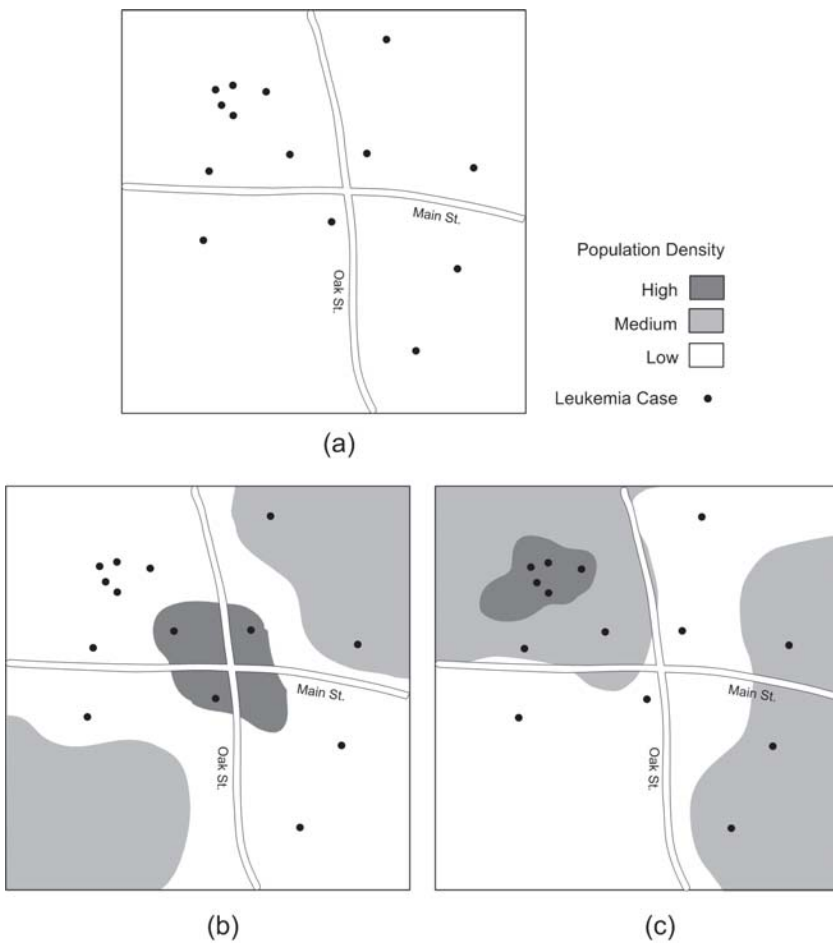 Main St.
Oak St.
Population Density
High
Medium
Low
Leukemia Case
(a)
Main St.
Oak St.
Main St.
Oak St.
(b)
(c)